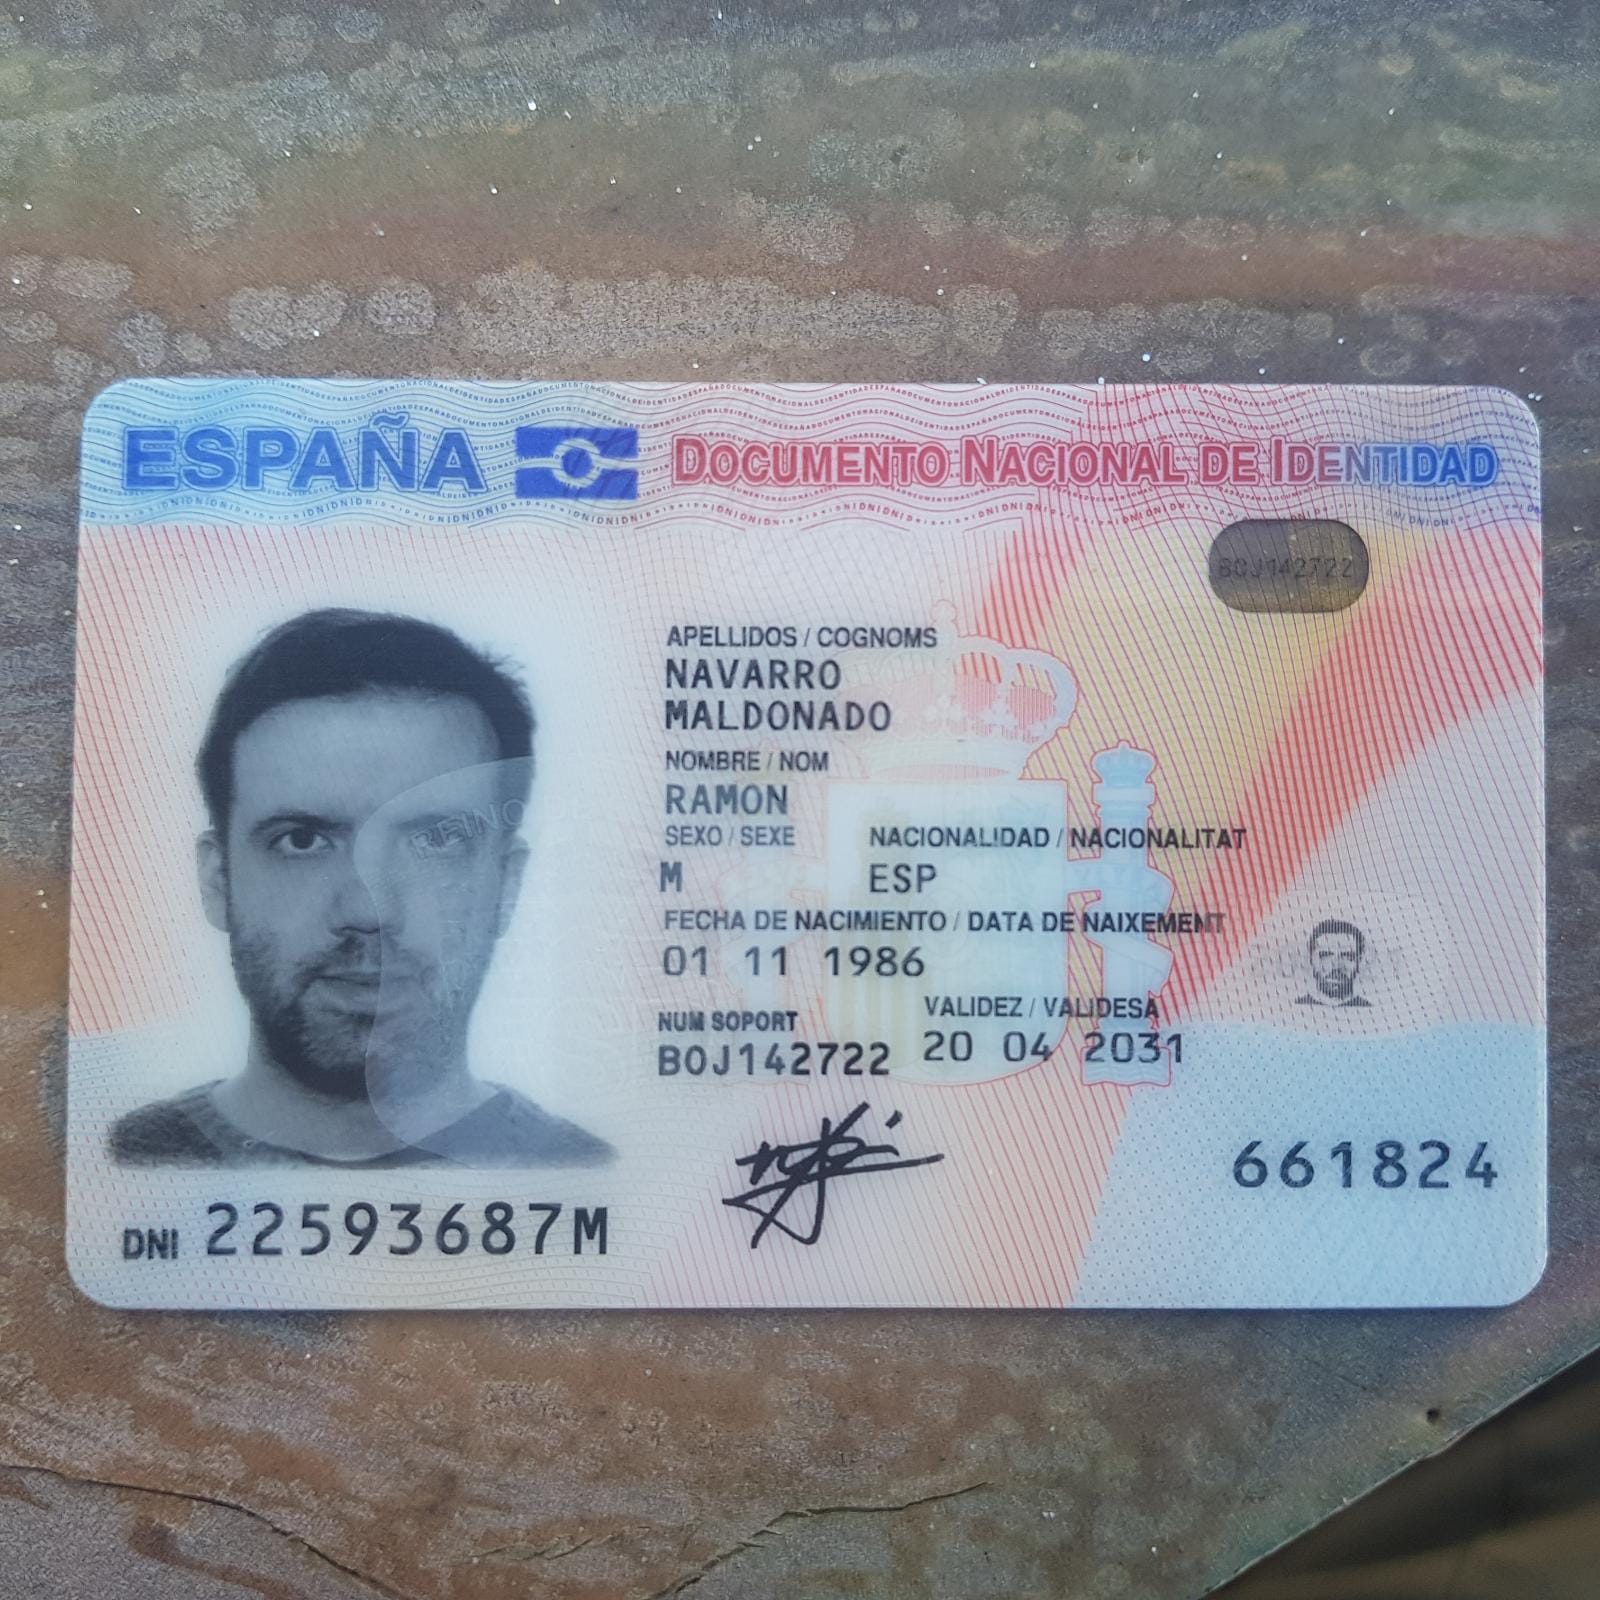 ESPAÑA DOCUMENTO NACIONAL DE IDENTIDAD
BOJ142722
APELLIDOS / COGNOMS
NAVARRO
MALDONADO
NOMBRE / NOM
RAMON
SEXO / SEXE NACIONALIDAD / NACIONALITAT
M ESP
FECHA DE NACIMIENTO / DATA DE NAIXEMENT
01 11 1986
NUM SOPORT VALIDEZ / VALIDESA
BOJ142722 20 04 2031
661824
DNI 22593687M